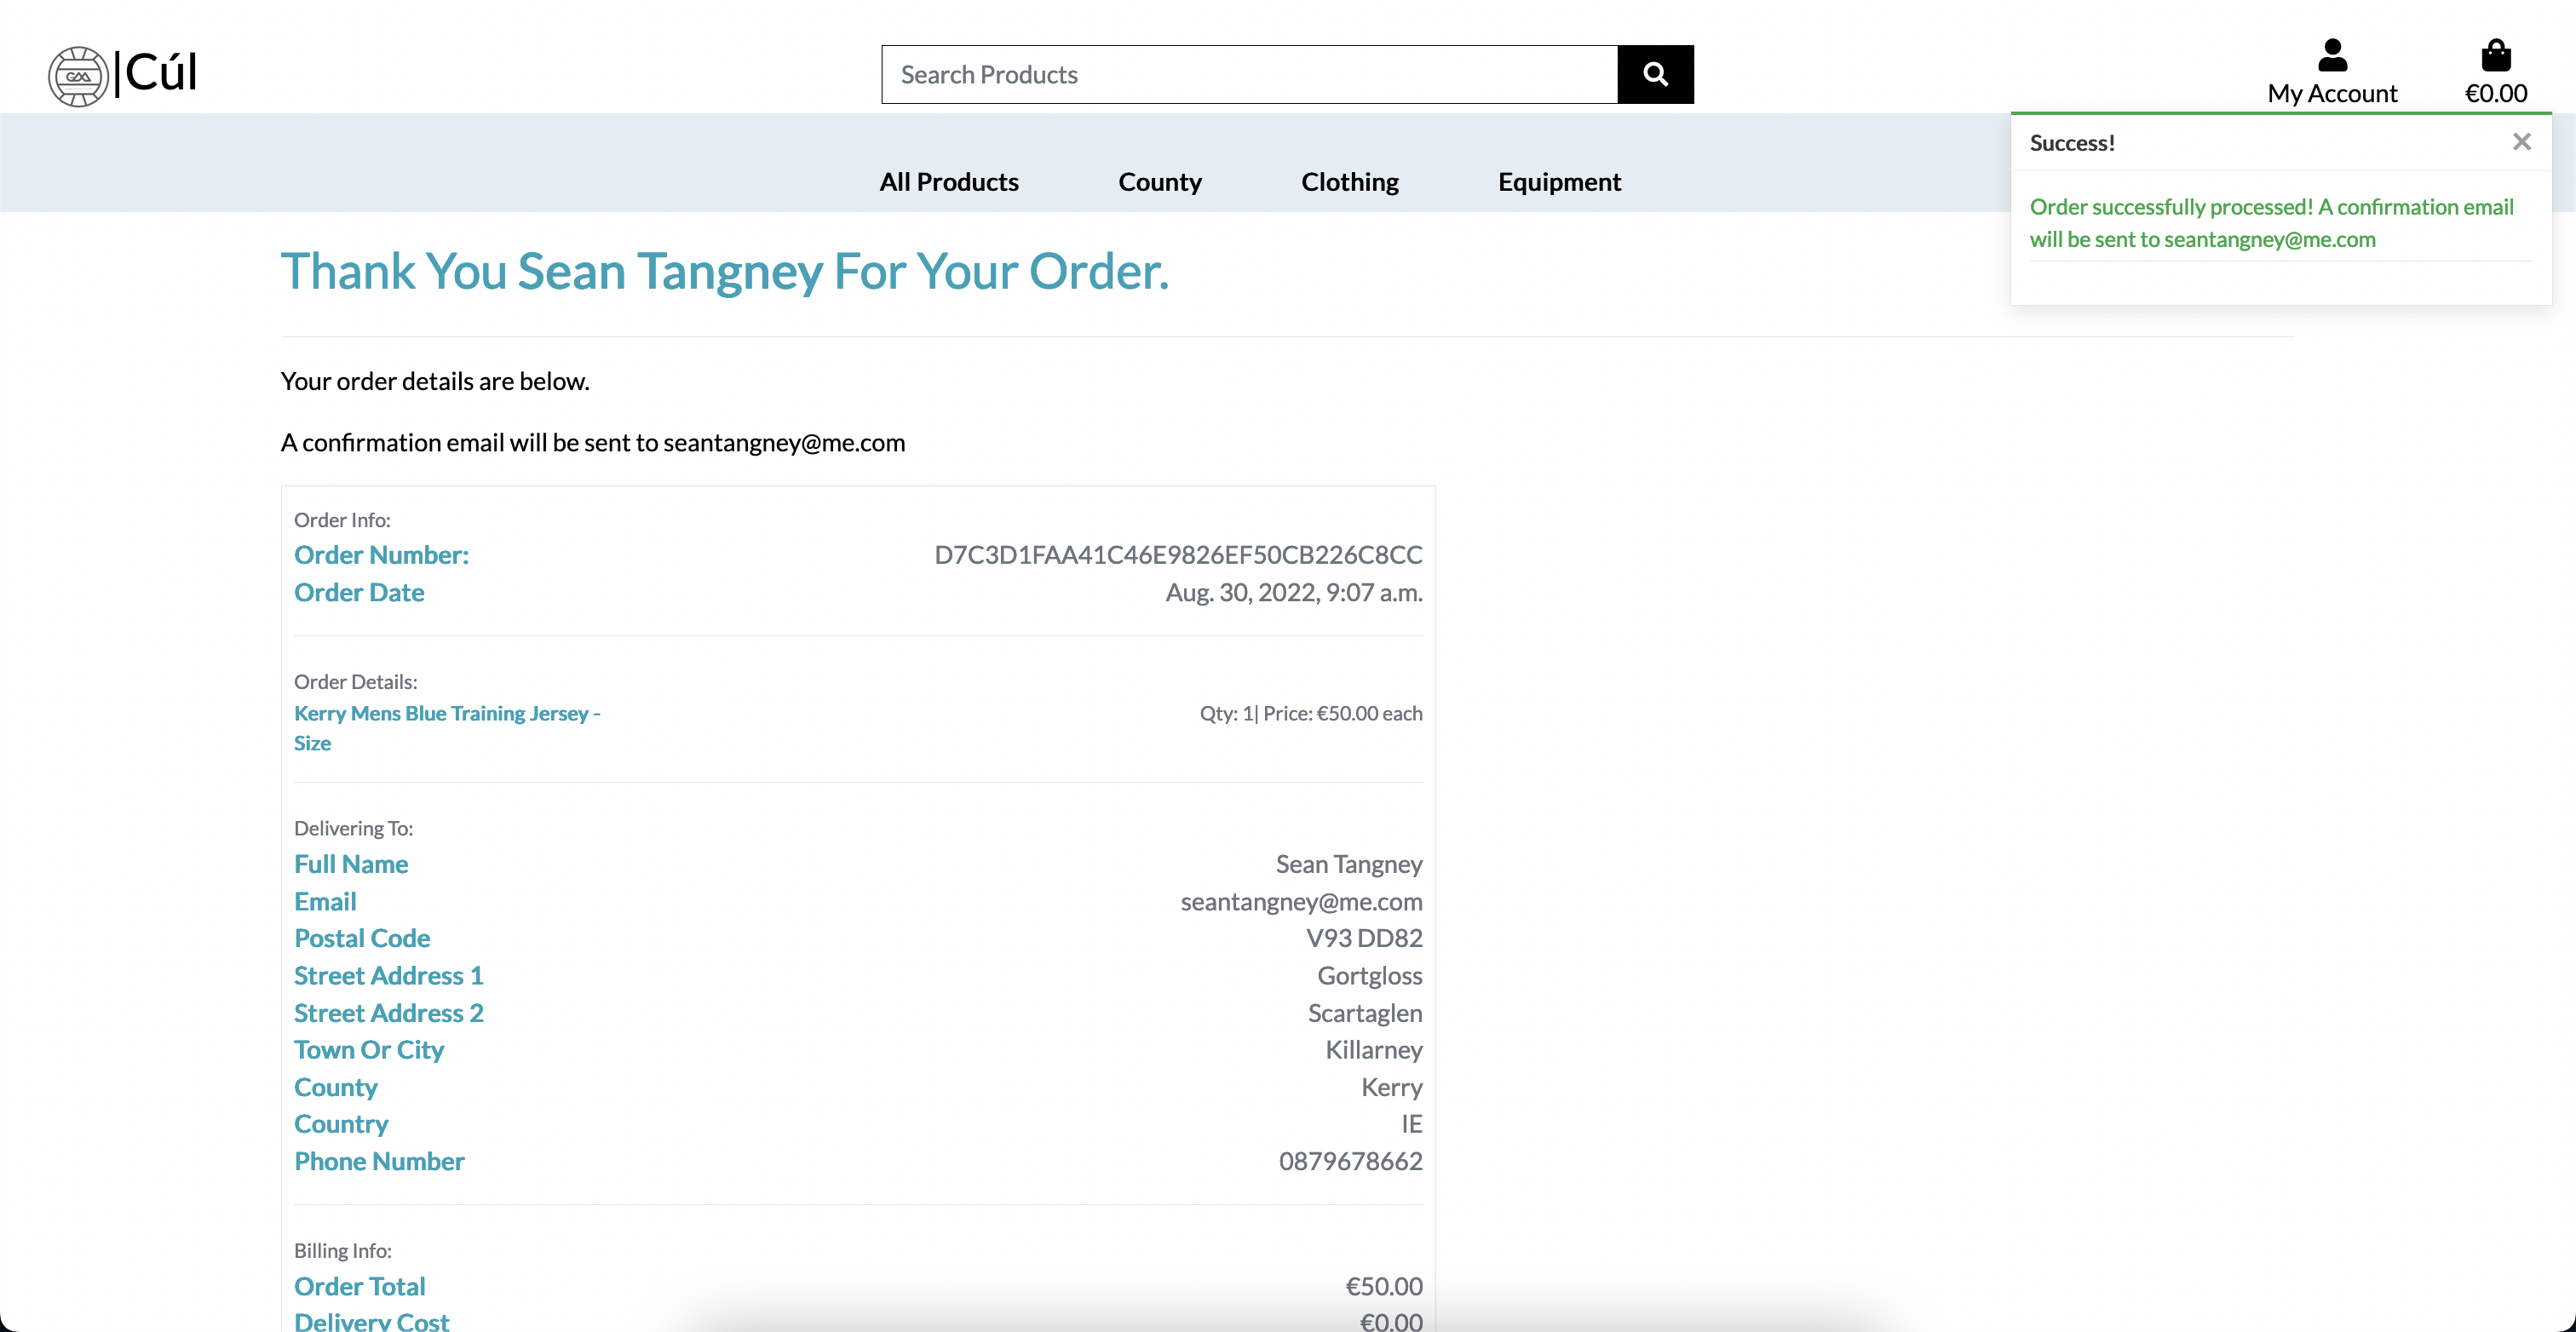 GAA
|Cúl
Search Products
My Account
€0.00
All Products
County
Clothing
Equipment
Success!
Order successfully processed! A confirmation email
will be sent to seantangney@me.com
Thank You Sean Tangney For Your Order.
Your order details are below.
A confirmation email will be sent to seantangney@me.com
Order Info:
Order Number: D7C3D1FAA41C46E9826EF50CB226C8CC
Order Date Aug. 30, 2022, 9:07 a.m.
Order Details:
Kerry Mens Blue Training Jersey - Qty: 1| Price: €50.00 each
Size
Delivering To:
Full Name Sean Tangney
Email seantangney@me.com
Postal Code V93 DD82
Street Address 1 Gortgloss
Street Address 2 Scartaglen
Town Or City Killarney
County Kerry
Country IE
Phone Number 0879678662
Billing Info:
Order Total €50.00
Delivery Cost €0.00